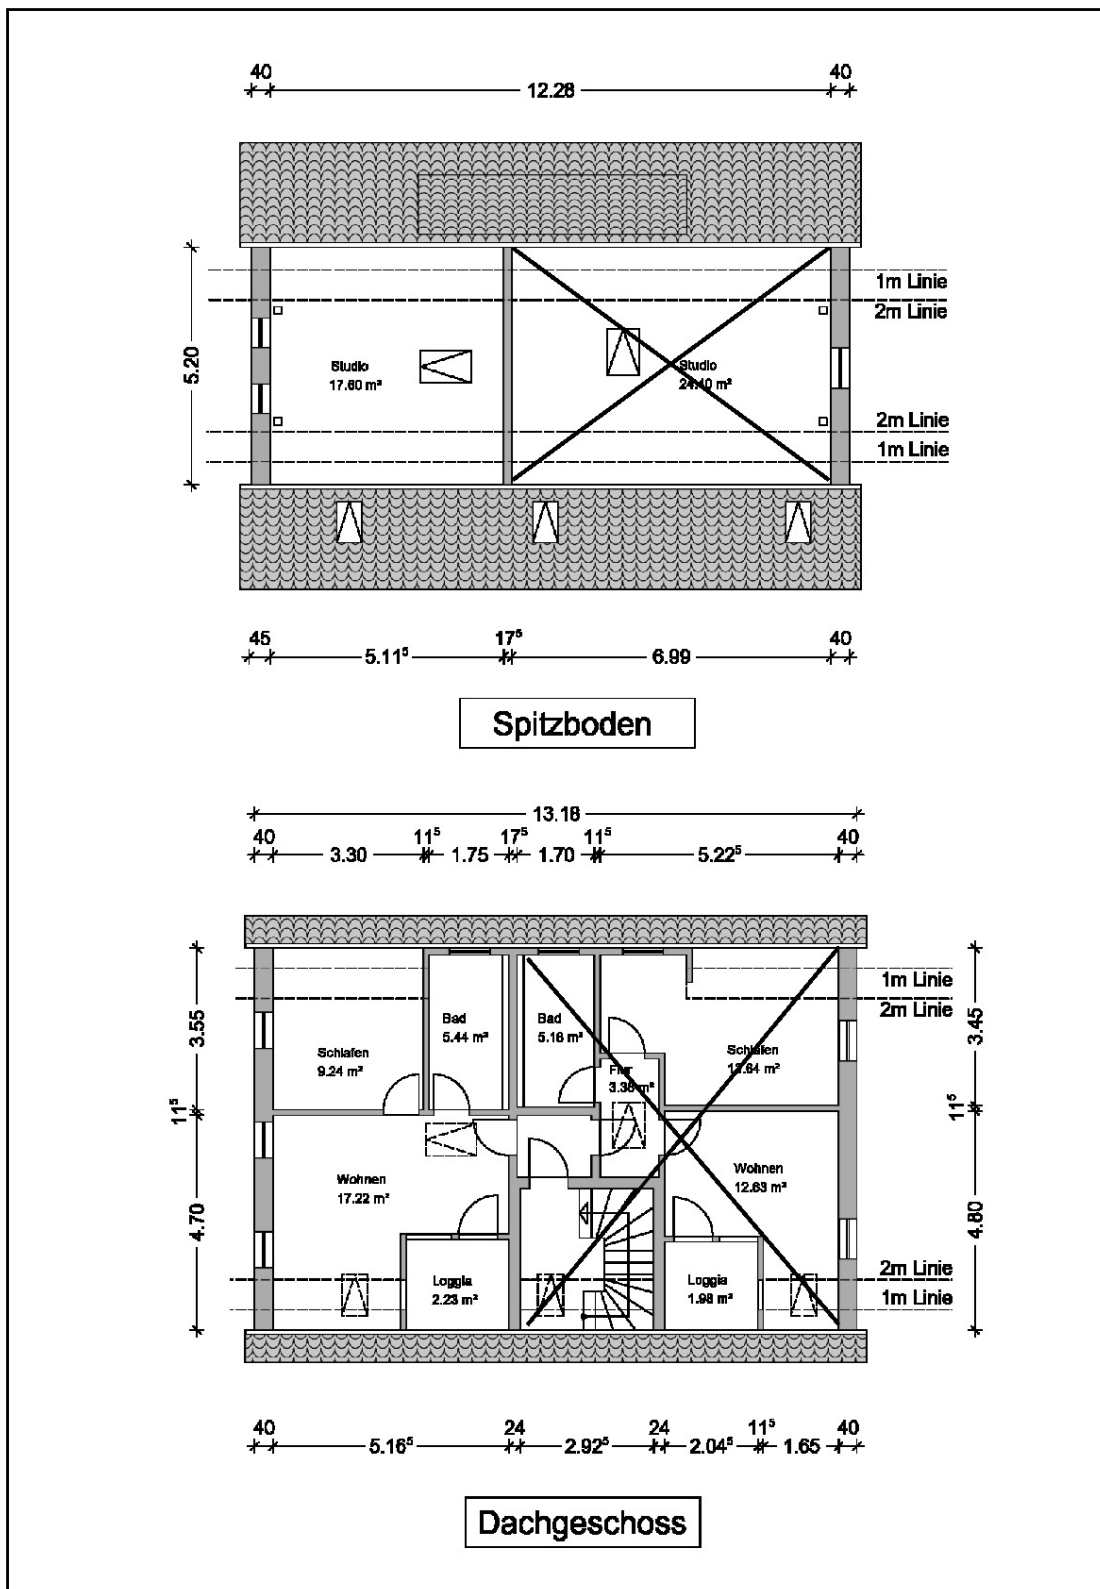 40 40
12.28
1m Linie
2m Linie
5.20
Studio
17.60 m²
Studio
24.10 m²
2m Linie
1m Linie
45 17⁵ 40
5.11⁵ 6.99
Spitzboden
13.18
40 11⁵ 17⁵ 11⁵ 40
3.30 1.75 1.70 5.22⁵
1m Linie
2m Linie
3.55
3.45
Bad
5.44 m²
Bad
5.18 m²
Schlafen
9.24 m²
Schlafen
13.64 m²
Flur
3.38 m²
11⁵
11⁵
Wohnen
17.22 m²
Wohnen
12.63 m²
4.70
4.80
2m Linie
1m Linie
Loggia
2.23 m²
Loggia
1.98 m²
40 24 24 11⁵ 40
5.16⁵ 2.92⁵ 2.04⁵ 1.65
Dachgeschoss